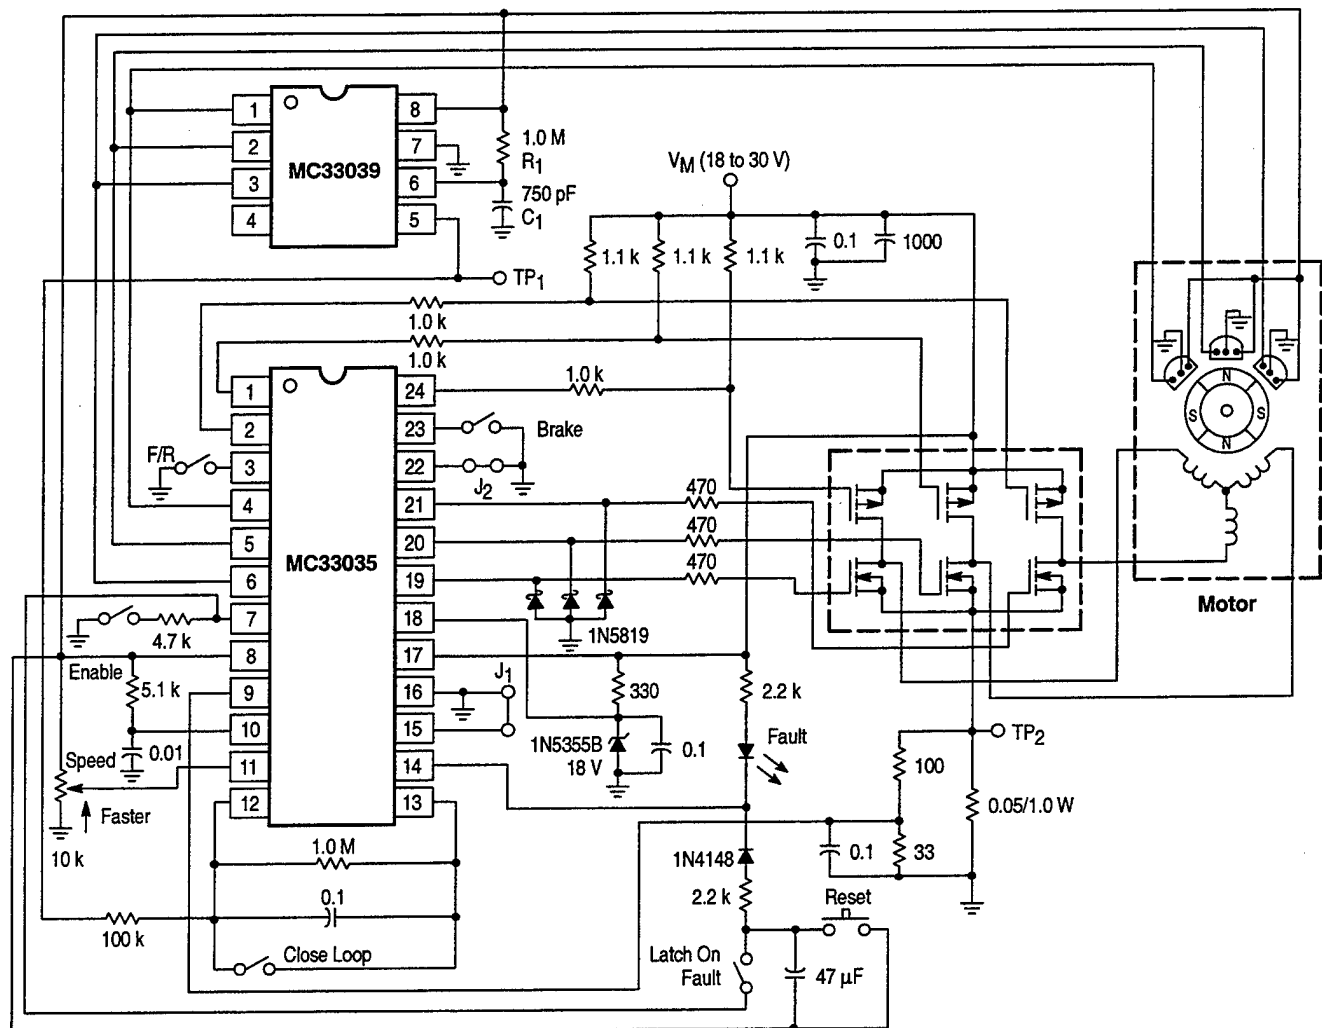 1
2
3
4
MC33039
8
7
6
5
1.0 M
R1
750 pF
C1
TP1
VM (18 to 30 V)
1.1 k
1.1 k
1.1 k
0.1
1000
1.0 k
1.0 k
1.0 k
1
2
3
4
5
6
7
8
9
10
11
12
MC33035
24
23
22
21
20
19
18
17
16
15
14
13
F/R
Brake
J2
470
470
470
1N5819
4.7 k
Enable
5.1 k
0.01
Speed
Faster
10 k
J1
330
1N5355B
18 V
0.1
2.2 k
Fault
TP2
100
0.05/1.0 W
33
0.1
1N4148
2.2 k
Reset
Latch On
Fault
47 µF
1.0 M
0.1
100 k
Close Loop
N
S
S
N
Motor